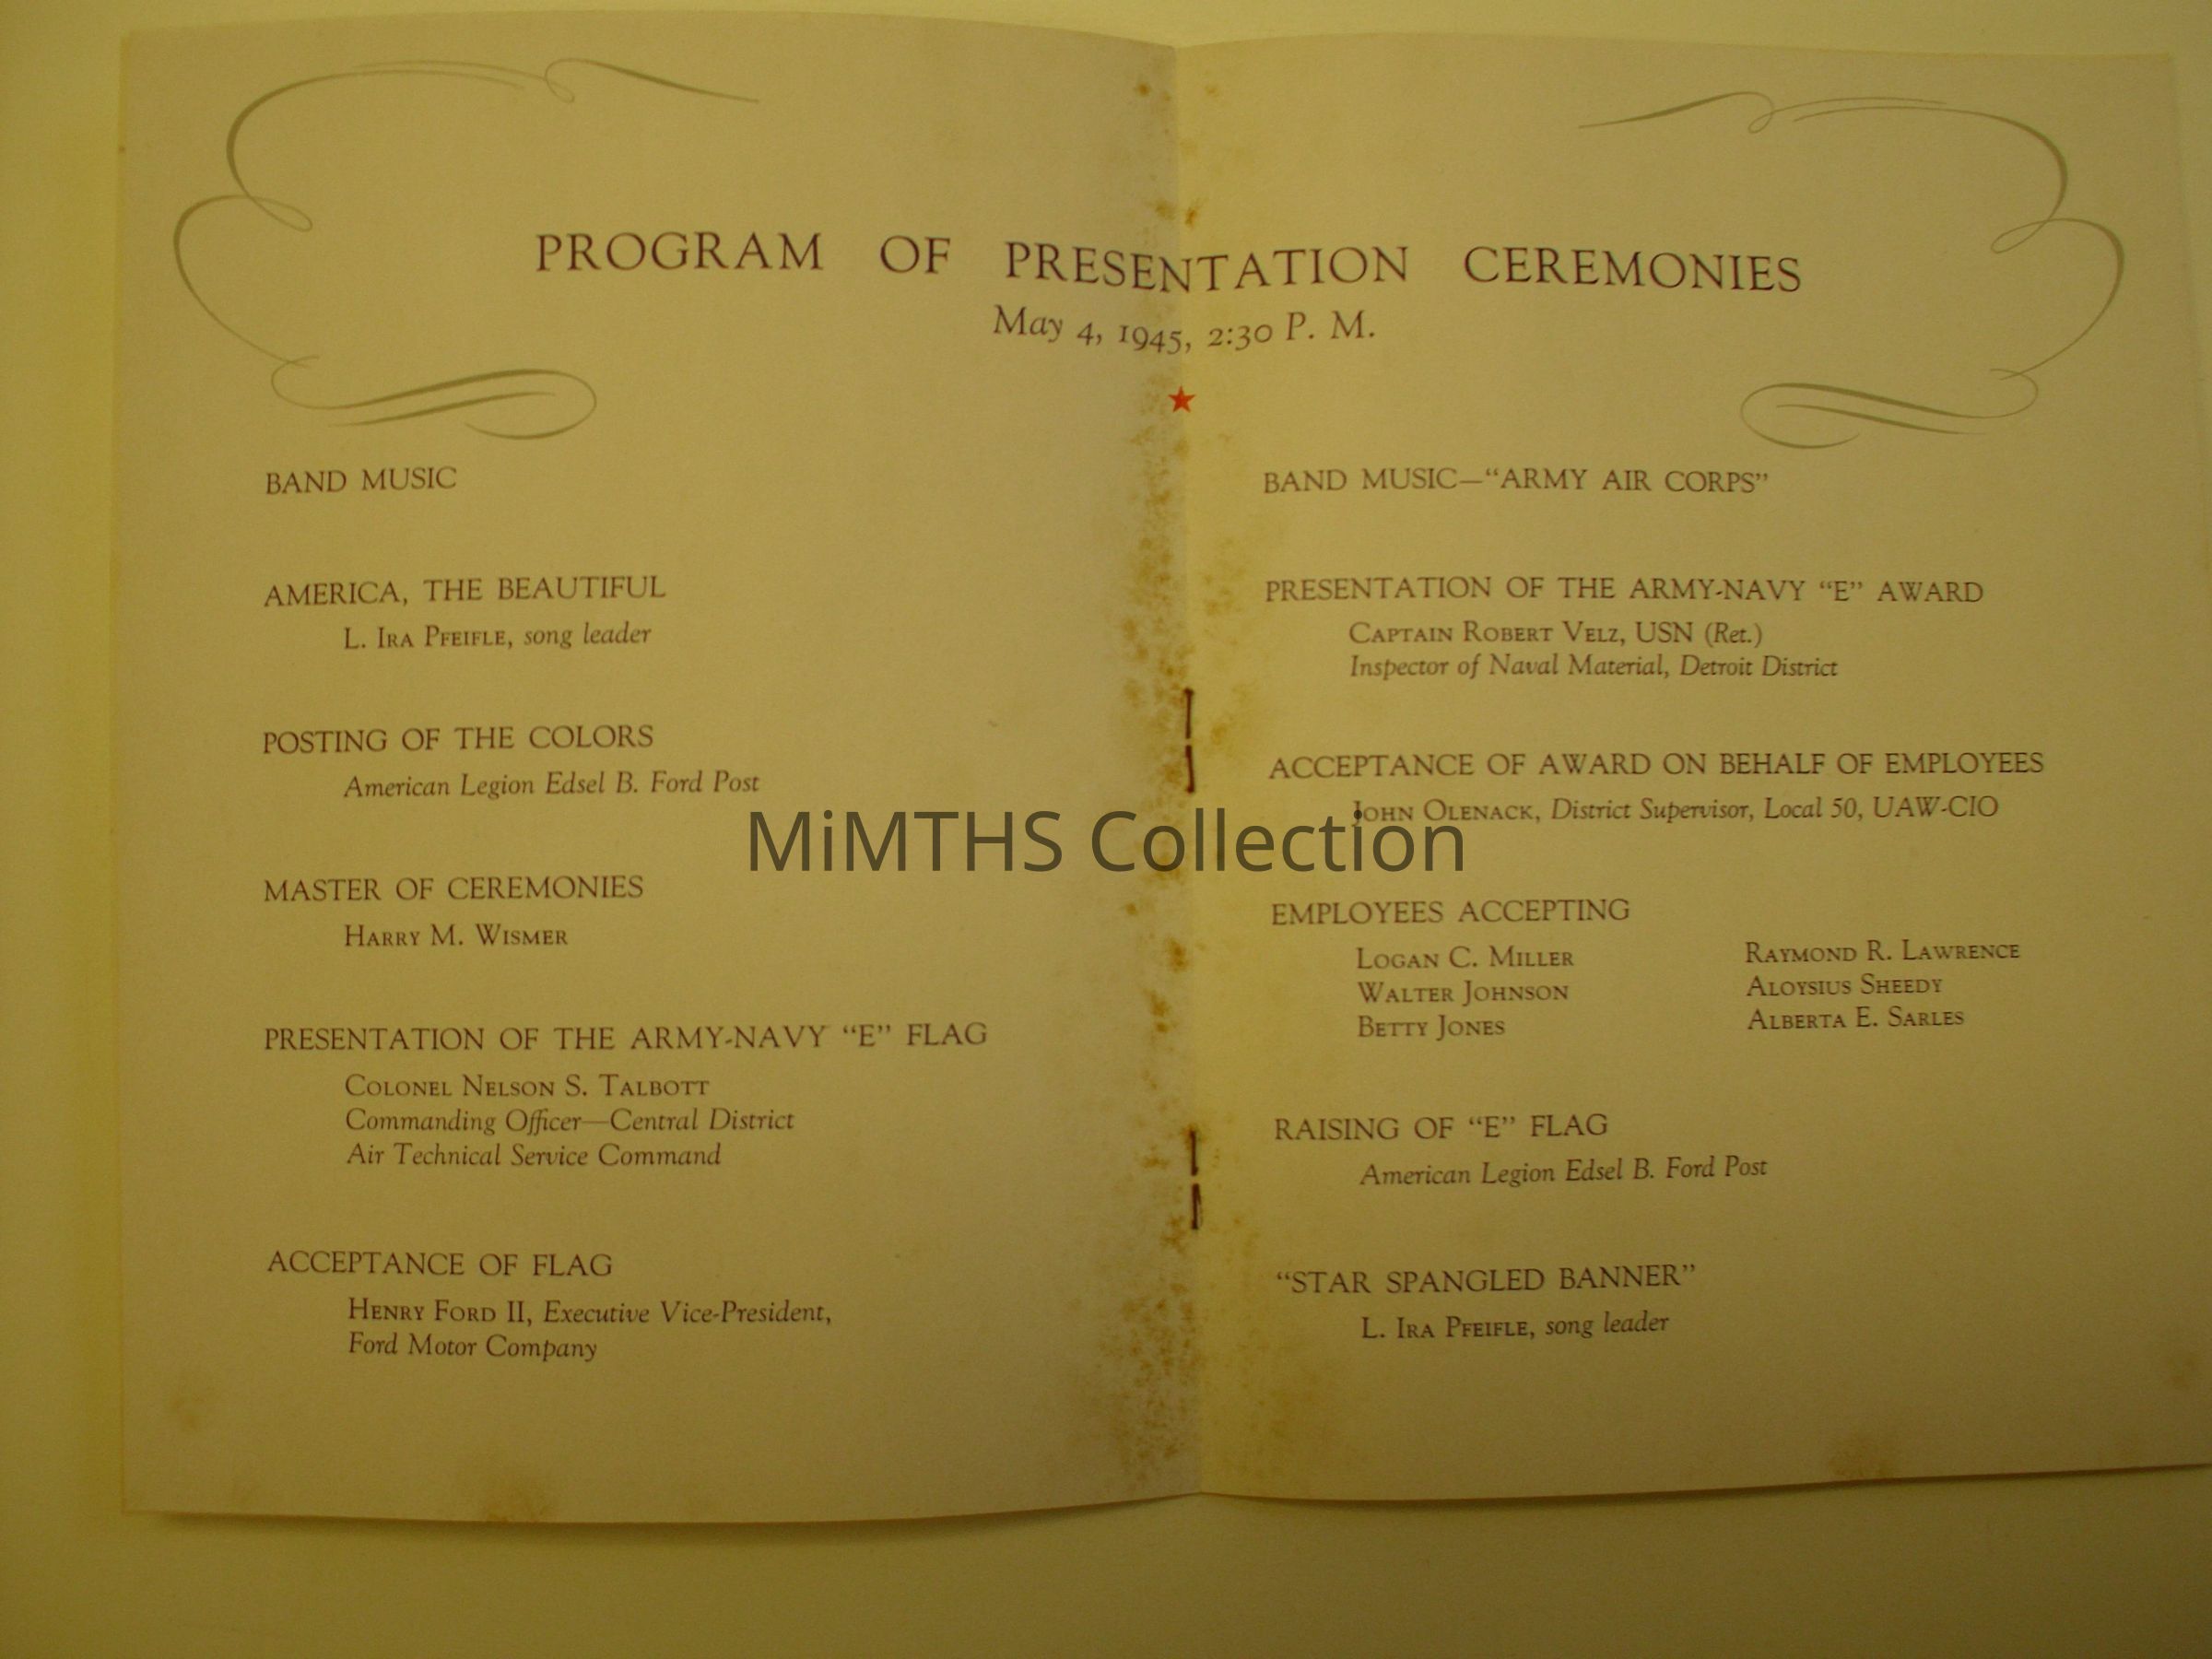 PROGRAM OF PRESENTATION CEREMONIES
May 4, 1945, 2:30 P. M.
BAND MUSIC
AMERICA, THE BEAUTIFUL
L. IRA PFEIFLE, song leader
POSTING OF THE COLORS
American Legion Edsel B. Ford Post
MASTER OF CEREMONIES
HARRY M. WISMER
PRESENTATION OF THE ARMY-NAVY “E” FLAG
COLONEL NELSON S. TALBOTT
Commanding Officer—Central District
Air Technical Service Command
ACCEPTANCE OF FLAG
HENRY FORD II, Executive Vice-President,
Ford Motor Company
BAND MUSIC—“ARMY AIR CORPS”
PRESENTATION OF THE ARMY-NAVY “E” AWARD
CAPTAIN ROBERT VELZ, USN (Ret.)
Inspector of Naval Material, Detroit District
ACCEPTANCE OF AWARD ON BEHALF OF EMPLOYEES
JOHN OLENACK, District Supervisor, Local 50, UAW-CIO
EMPLOYEES ACCEPTING
LOGAN C. MILLER
WALTER JOHNSON
BETTY JONES
RAYMOND R. LAWRENCE
ALOYSIUS SHEEDY
ALBERTA E. SARLES
RAISING OF “E” FLAG
American Legion Edsel B. Ford Post
“STAR SPANGLED BANNER”
L. IRA PFEIFLE, song leader
MiMTHS Collection